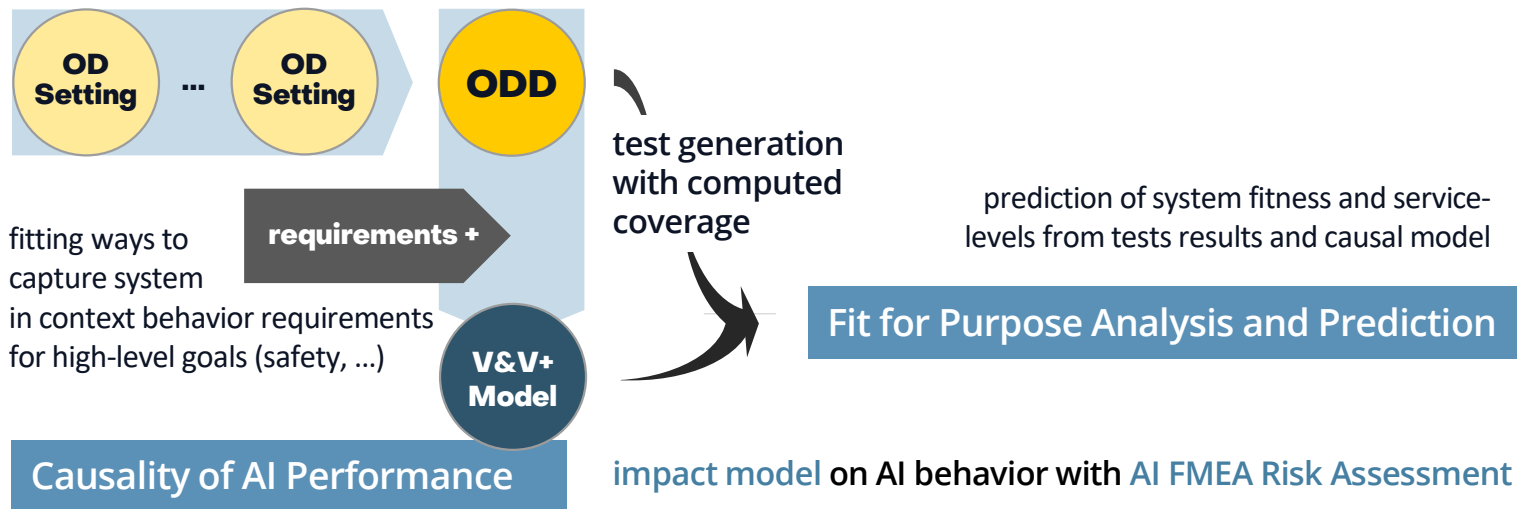 OD
Setting
...
OD
Setting
ODD
test generation
with computed
coverage
requirements +
fitting ways to
capture system
in context behavior requirements
for high-level goals (safety, ...)
prediction of system fitness and service-
levels from tests results and causal model
Fit for Purpose Analysis and Prediction
V&V+
Model
Causality of AI Performance
impact model on AI behavior with AI FMEA Risk Assessment